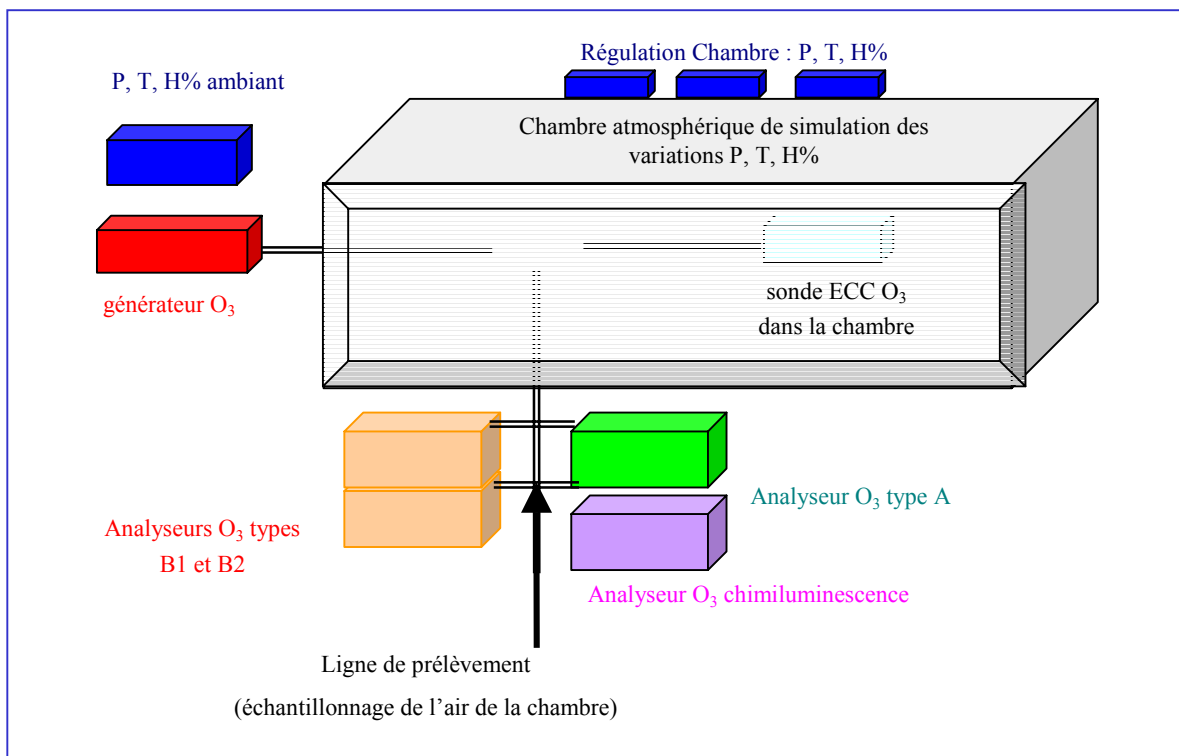 Régulation Chambre : P, T, H%
P, T, H% ambiant
Chambre atmosphérique de simulation des
variations P, T, H%
générateur O₃
sonde ECC O₃
dans la chambre
Analyseur O₃ type A
Analyseurs O₃ types
B1 et B2
Analyseur O₃ chimiluminescence
Ligne de prélèvement
(échantillonnage de l’air de la chambre)